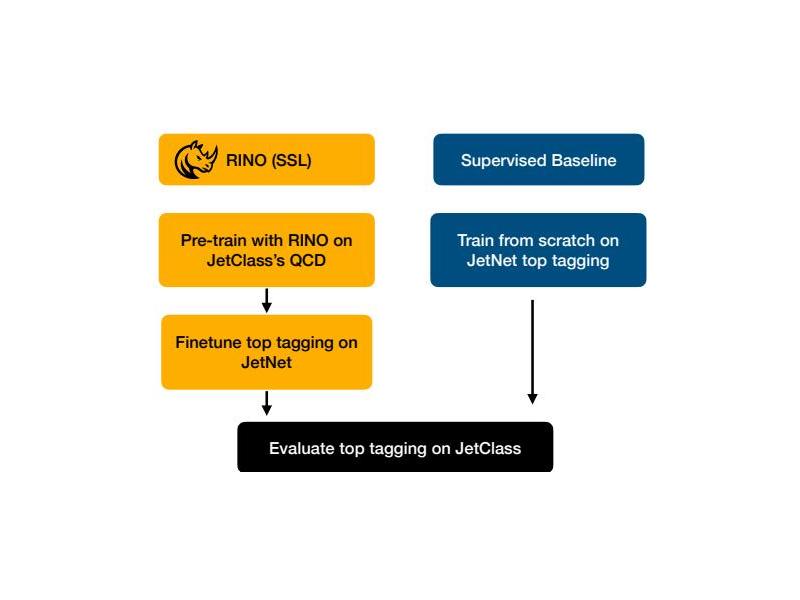 RINO (SSL)
Supervised Baseline
Pre-train with RINO on
JetClass's QCD
Train from scratch on
JetNet top tagging
Finetune top tagging on
JetNet
Evaluate top tagging on JetClass